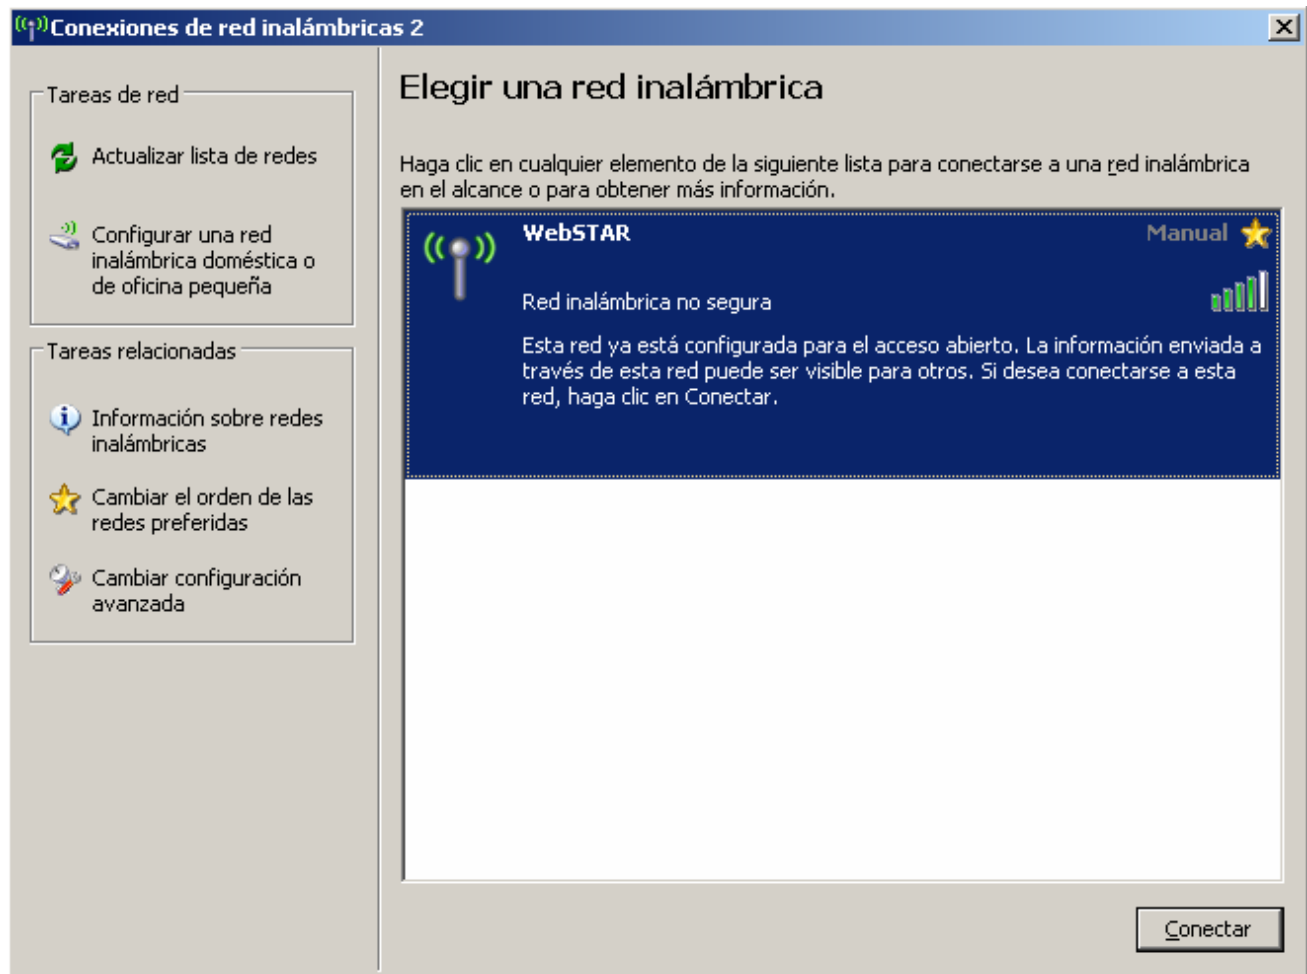 Conexiones de red inalámbricas 2
Tareas de red
Actualizar lista de redes
Configurar una red
inalámbrica doméstica o
de oficina pequeña
Tareas relacionadas
Información sobre redes
inalámbricas
Cambiar el orden de las
redes preferidas
Cambiar configuración
avanzada
Elegir una red inalámbrica
Haga clic en cualquier elemento de la siguiente lista para conectarse a una red inalámbrica
en el alcance o para obtener más información.
WebSTAR
Manual
Red inalámbrica no segura
Esta red ya está configurada para el acceso abierto. La información enviada a
través de esta red puede ser visible para otros. Si desea conectarse a esta
red, haga clic en Conectar.
Conectar